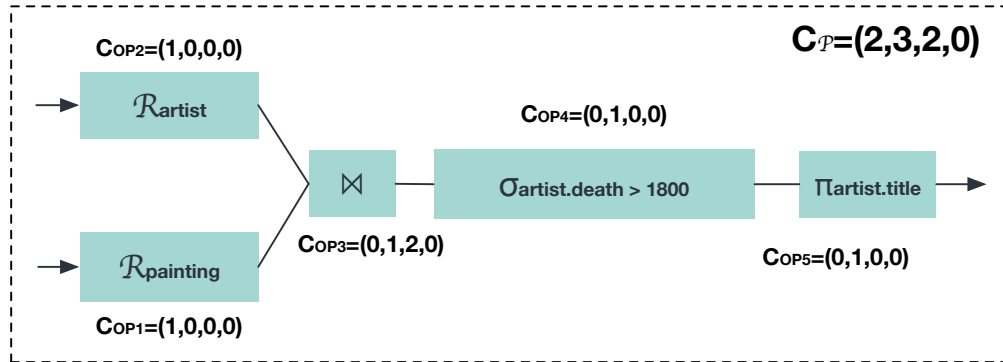 C𝒫=(2,3,2,0)
COP2=(1,0,0,0)
ℛartist
COP4=(0,1,0,0)
⋈
σartist.death > 1800
πartist.title
COP3=(0,1,2,0)
COP5=(0,1,0,0)
ℛpainting
COP1=(1,0,0,0)